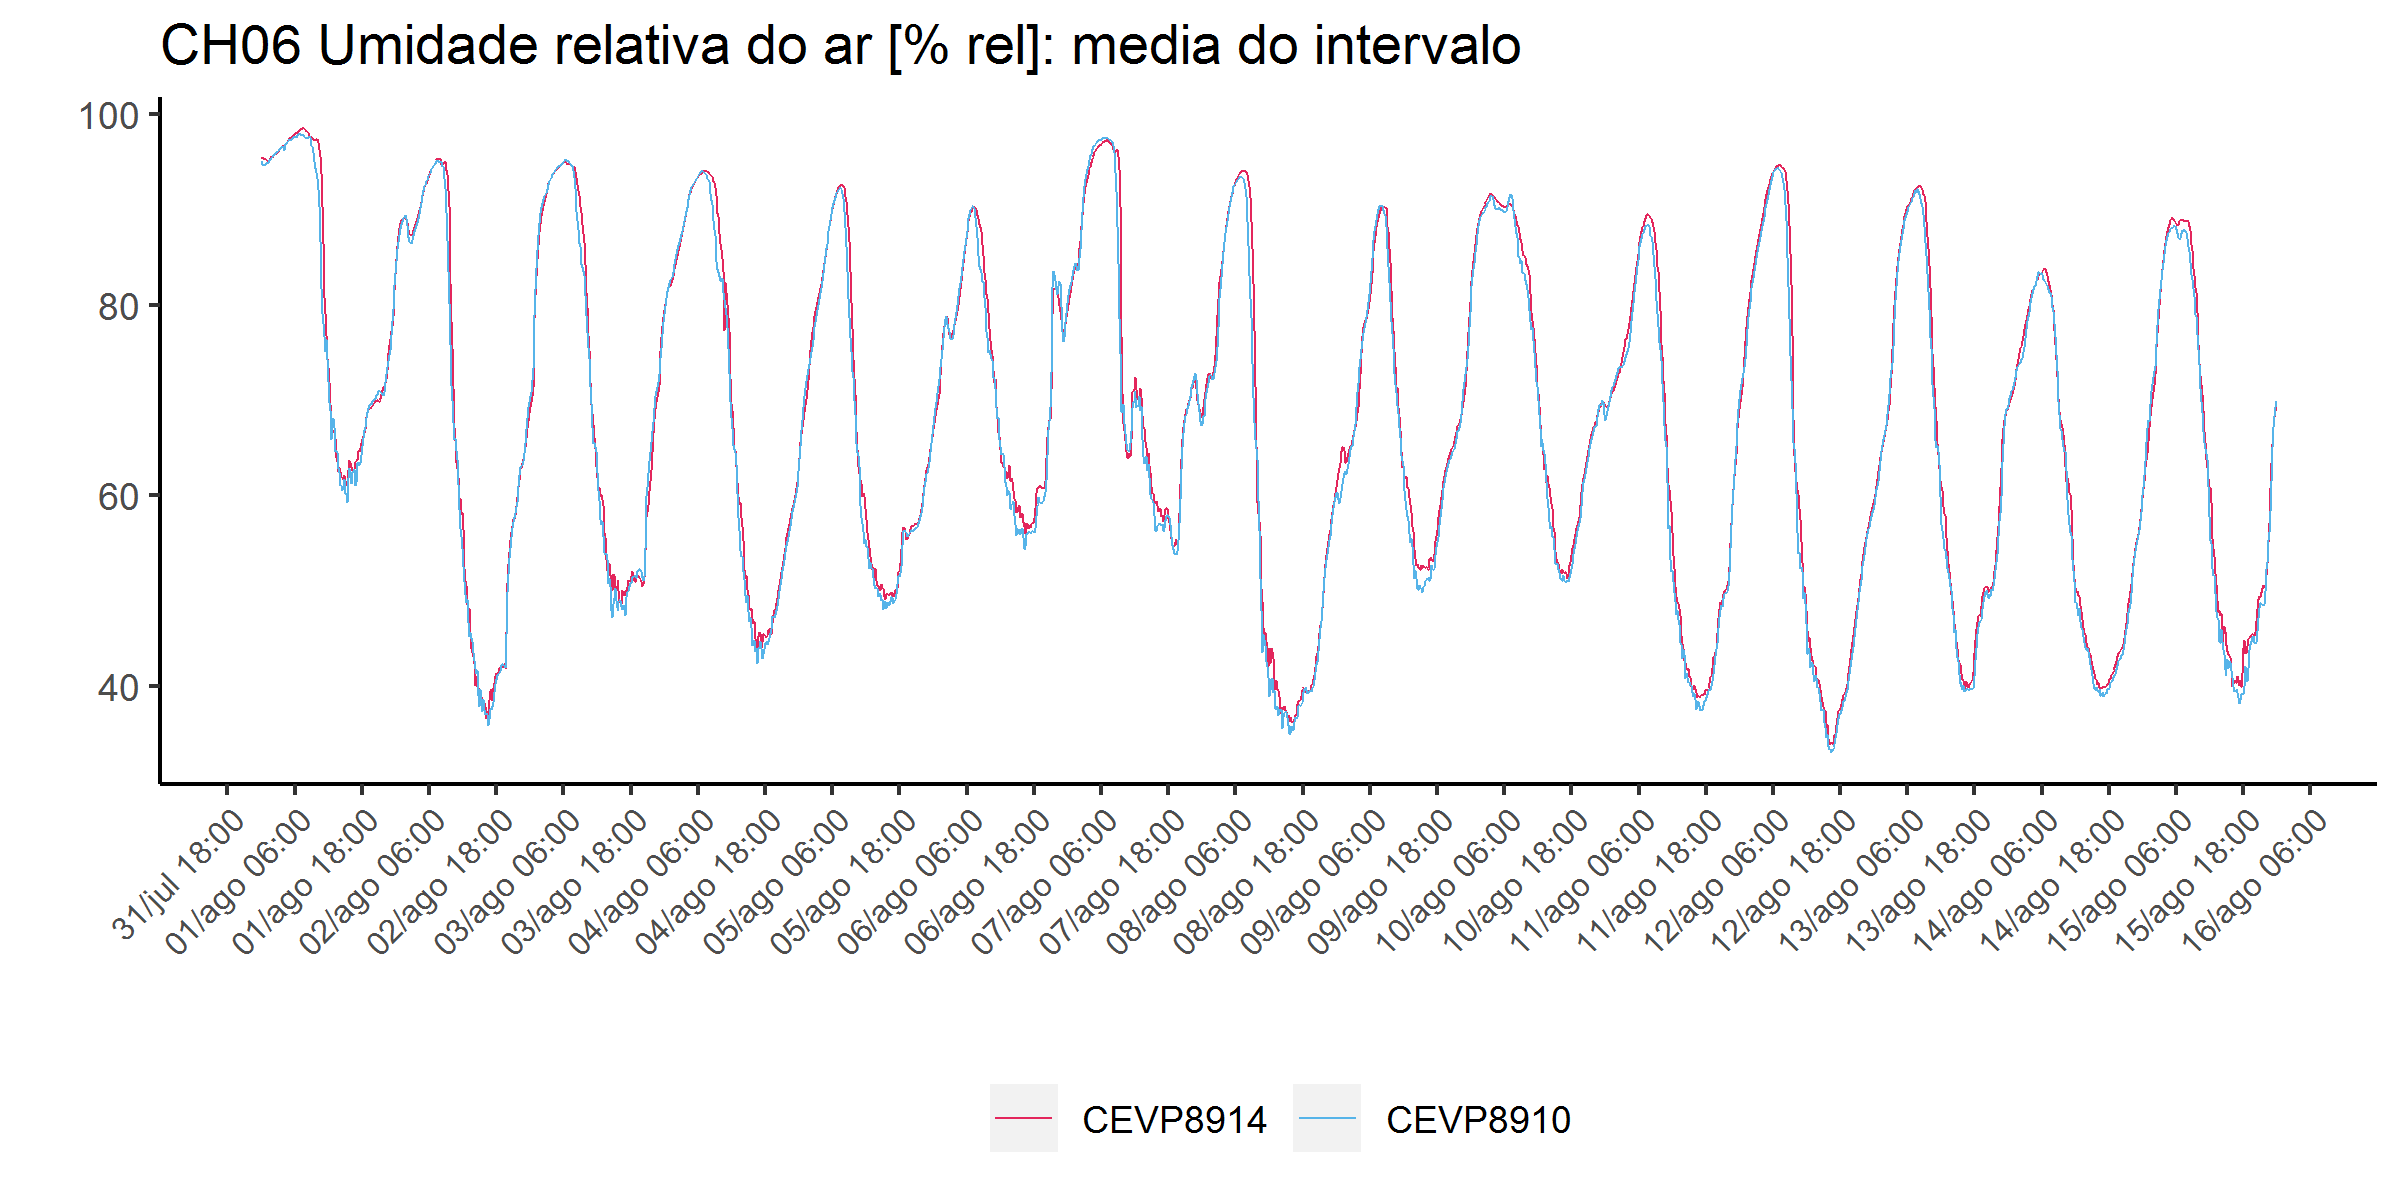 CH06 Umidade relativa do ar [% rel]: media do intervalo
100
80
60
40
31/jul 18:00
01/ago 06:00
01/ago 18:00
02/ago 06:00
02/ago 18:00
03/ago 06:00
03/ago 18:00
04/ago 06:00
04/ago 18:00
05/ago 06:00
05/ago 18:00
06/ago 06:00
06/ago 18:00
07/ago 06:00
07/ago 18:00
08/ago 06:00
08/ago 18:00
09/ago 06:00
09/ago 18:00
10/ago 06:00
10/ago 18:00
11/ago 06:00
11/ago 18:00
12/ago 06:00
12/ago 18:00
13/ago 06:00
13/ago 18:00
14/ago 06:00
14/ago 18:00
15/ago 06:00
15/ago 18:00
16/ago 06:00
CEVP8914
CEVP8910